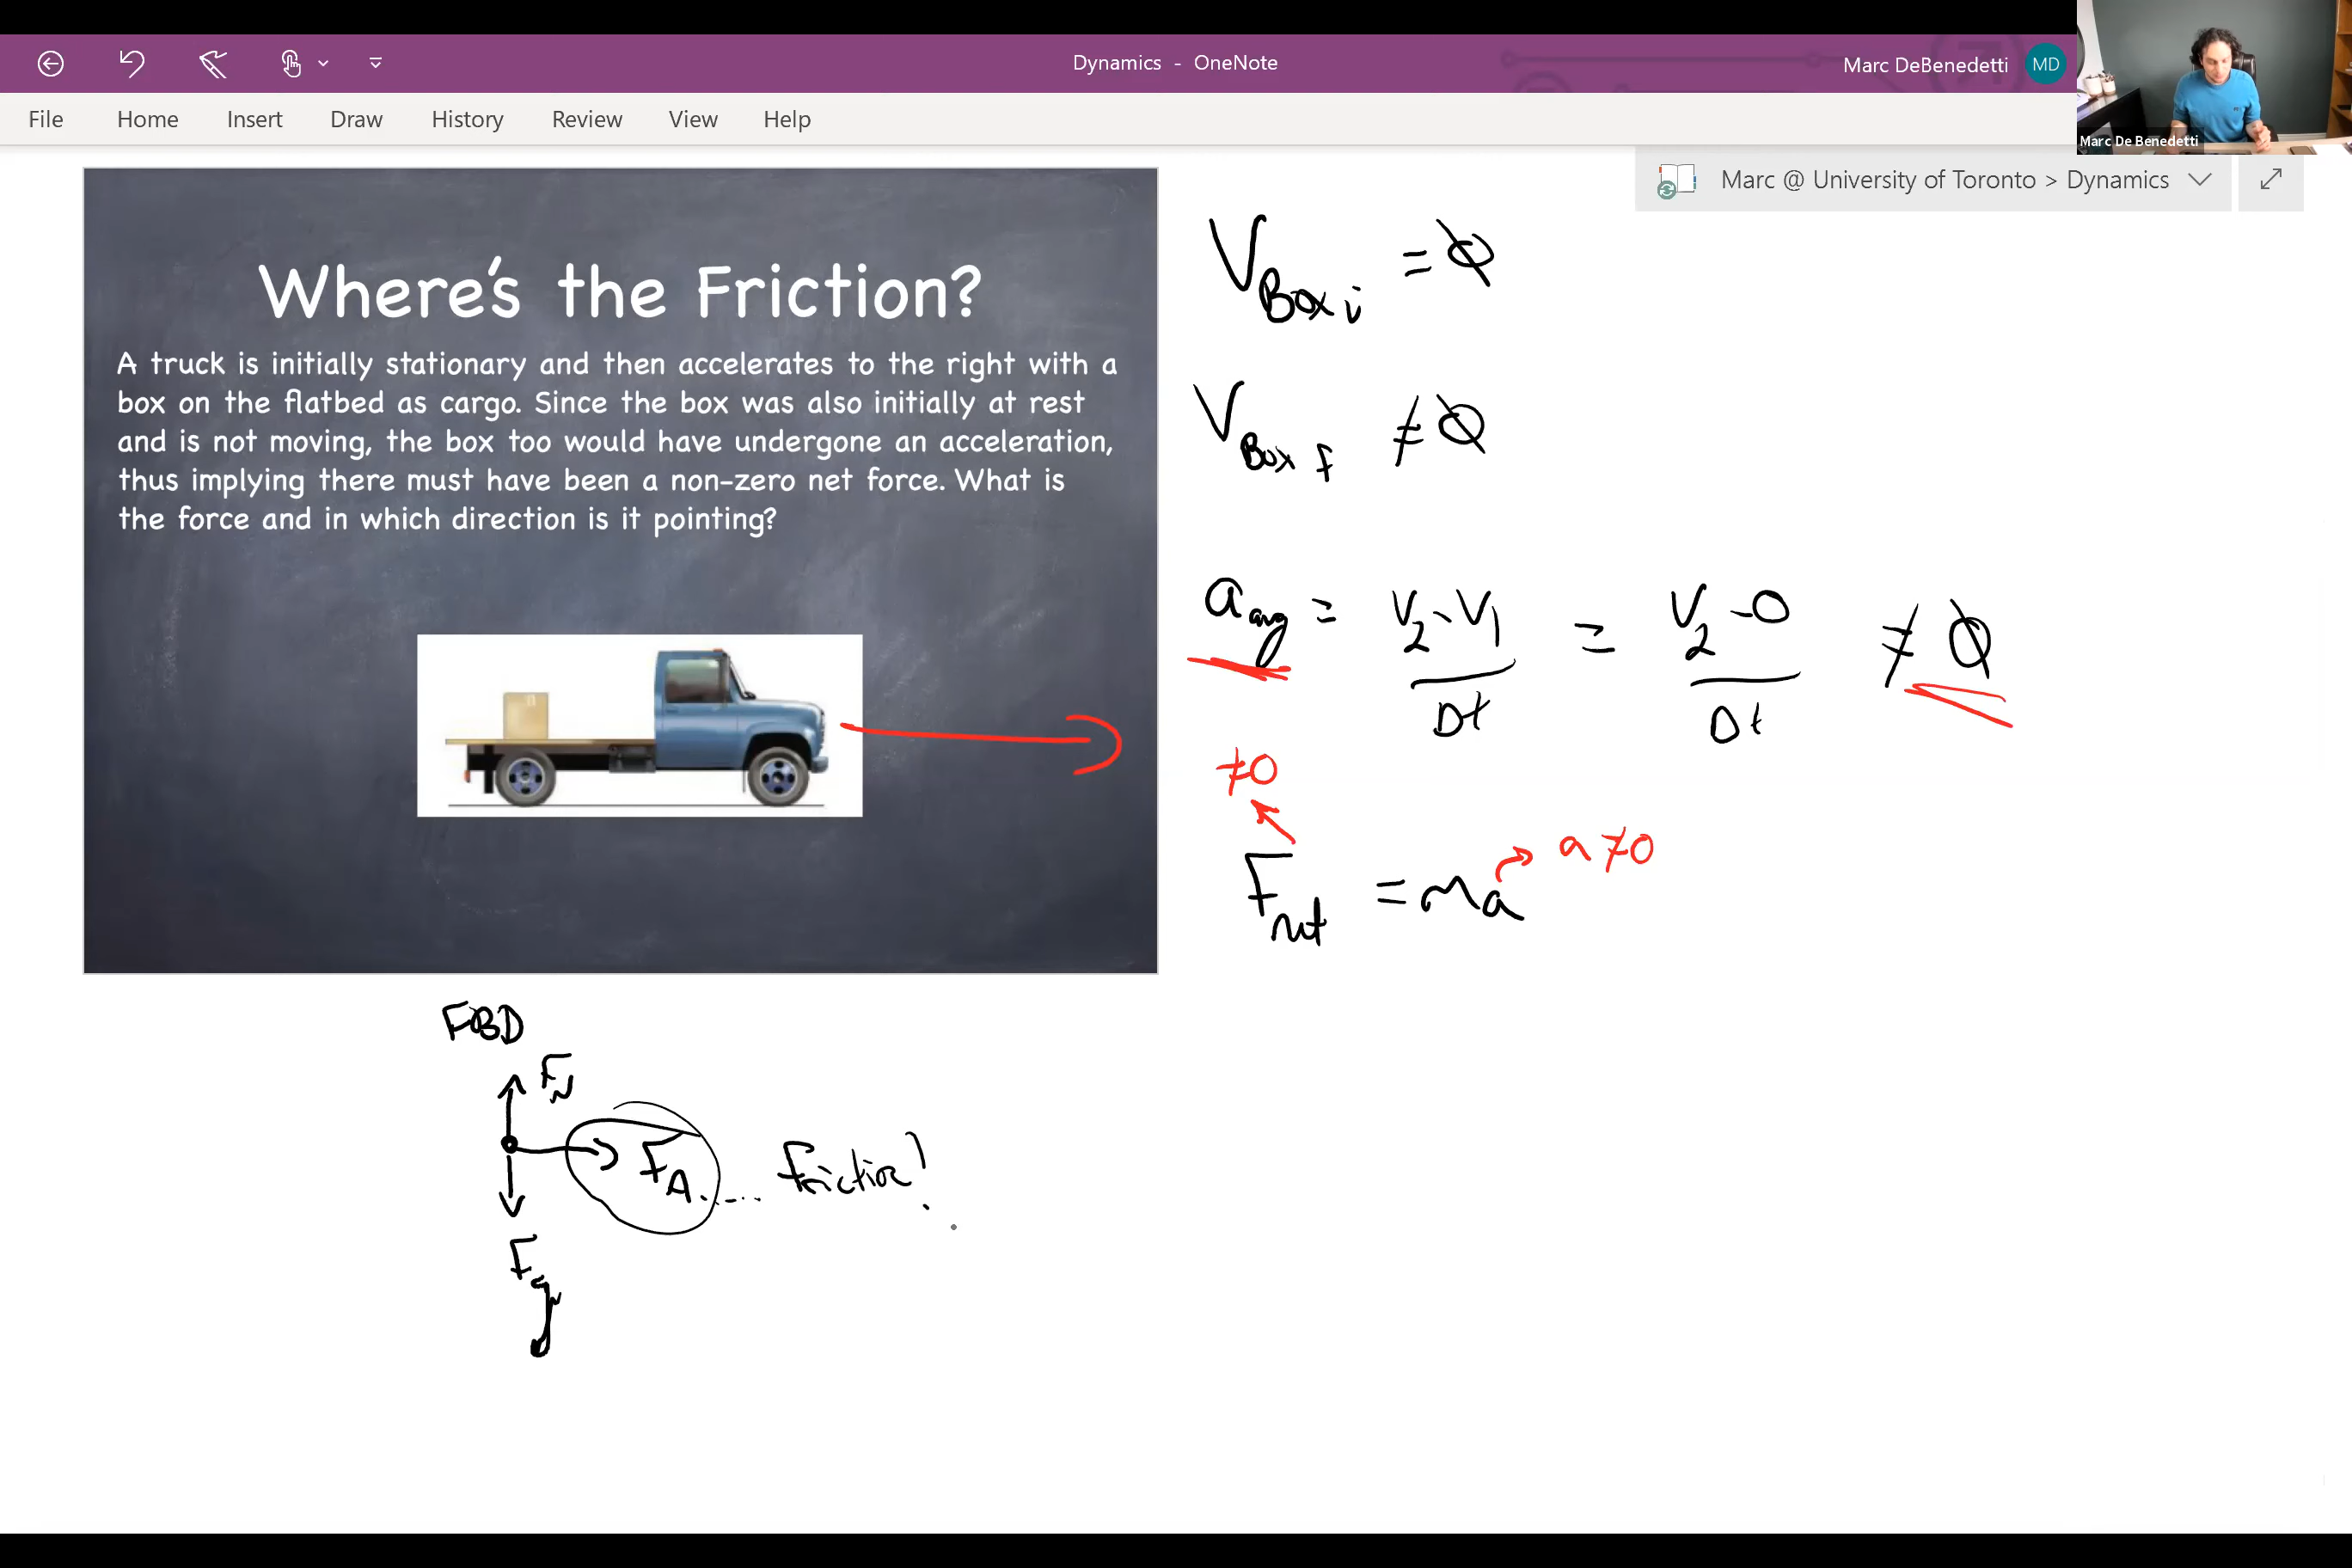 Dynamics - OneNote
Marc DeBenedetti MD
File Home Insert Draw History Review View Help
Marc De Benedetti
Marc @ University of Toronto > Dynamics
Where's the Friction?
A truck is initially stationary and then accelerates to the right with a
box on the flatbed as cargo. Since the box was also initially at rest
and is not moving, the box too would have undergone an acceleration,
thus implying there must have been a non-zero net force. What is
the force and in which direction is it pointing?
V Box i = 0
V Box f ≠ 0
a avg = V2 - V1 / Dt = V2 - 0 / Dt ≠ 0
≠0
a ≠0
F net = ma
FBD
FN
FA ..... friction?
Fg